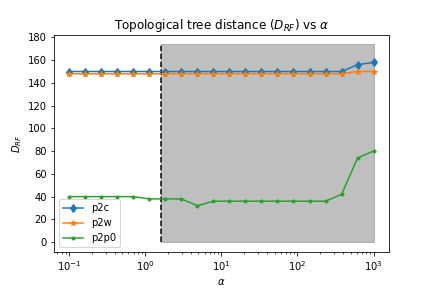 Topological tree distance (D_RF) vs α
D_RF
180
160
140
120
100
80
60
40
20
0
p2c
p2w
p2p0
10⁻¹ 10⁰ 10¹ 10² 10³
α